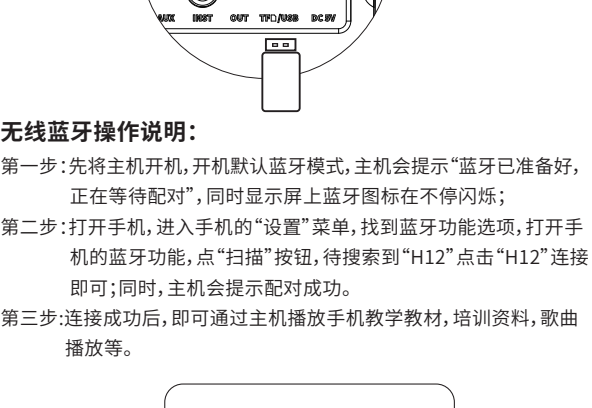 AUX INST OUT TF卡/USB DC 5V
无线蓝牙操作说明：
第一步：先将主机开机，开机默认蓝牙模式，主机会提示“蓝牙已准备好，
正在等待配对”，同时显示屏上蓝牙图标在不停闪烁；
第二步：打开手机，进入手机的“设置”菜单，找到蓝牙功能选项，打开手
机的蓝牙功能，点“扫描”按钮，待搜索到“H12”点击“H12”连接
即可；同时，主机会提示配对成功。
第三步：连接成功后，即可通过主机播放手机教学教材，培训资料，歌曲
播放等。